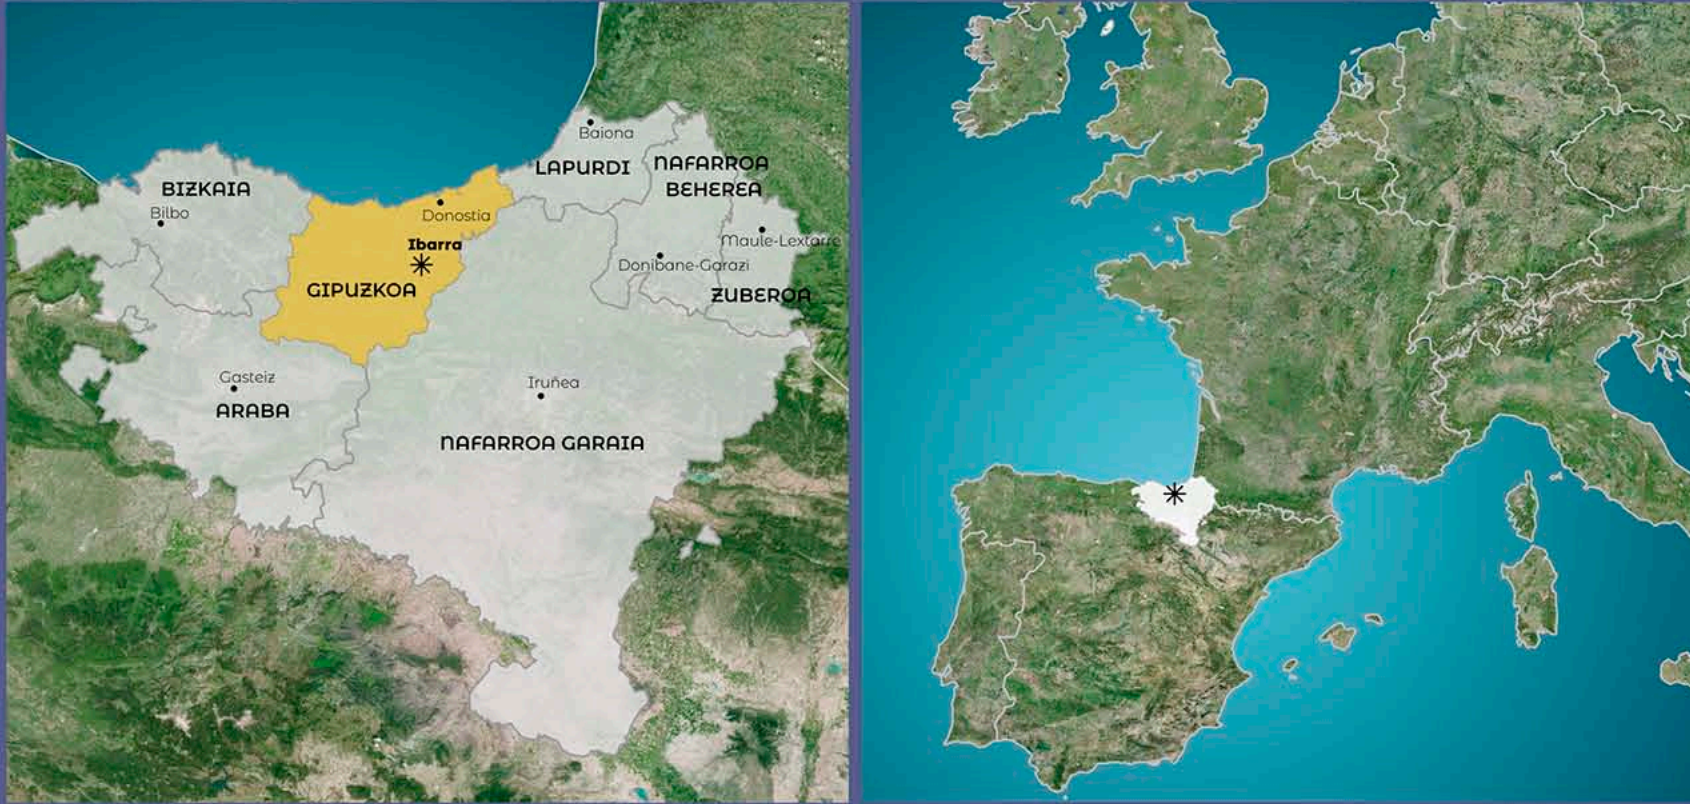 Baiona
LAPURDI
NAFARROA
BEHEREA
BIZKAIA
Bilbo
Donostia
Ibarra
GIPUZKOA
Maule-Lextarre
Donibane-Garazi
ZUBEROA
Gasteiz
ARABA
Iruñea
NAFARROA GARAIA